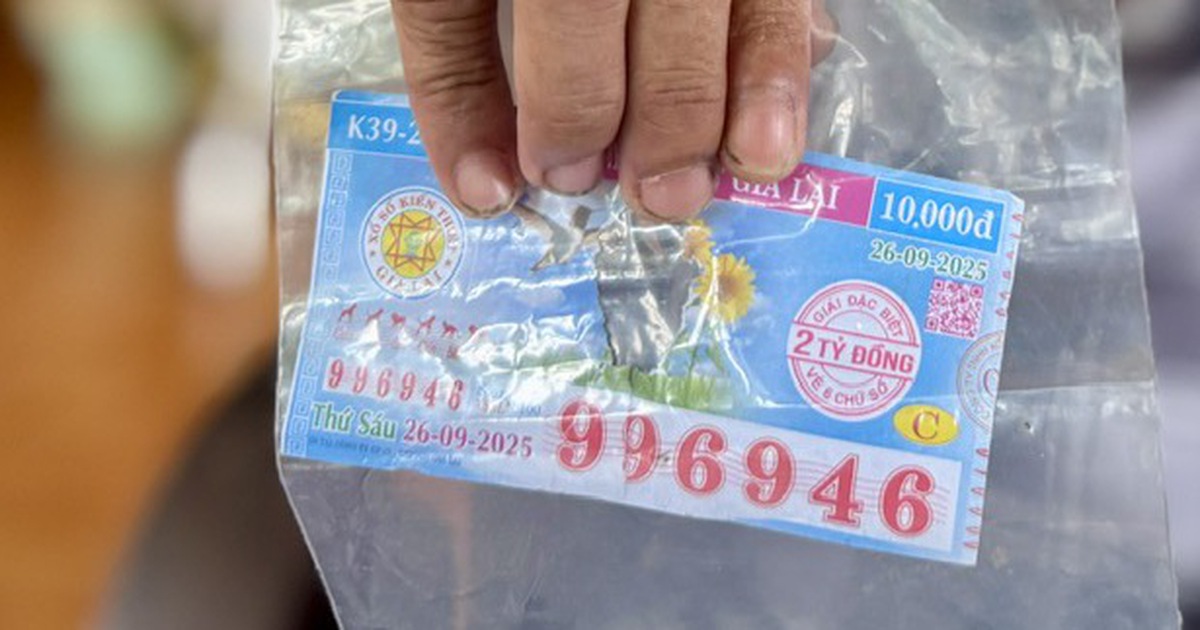 K39-2
GIA LAI
10.000đ
26-09-2025
XỔ SỐ KIẾN THIẾT
GIA LAI
GIẢI ĐẶC BIỆT
2 TỶ ĐỒNG
VÉ 6 CHỮ SỐ
C
996946
Thứ Sáu 26-09-2025
996946